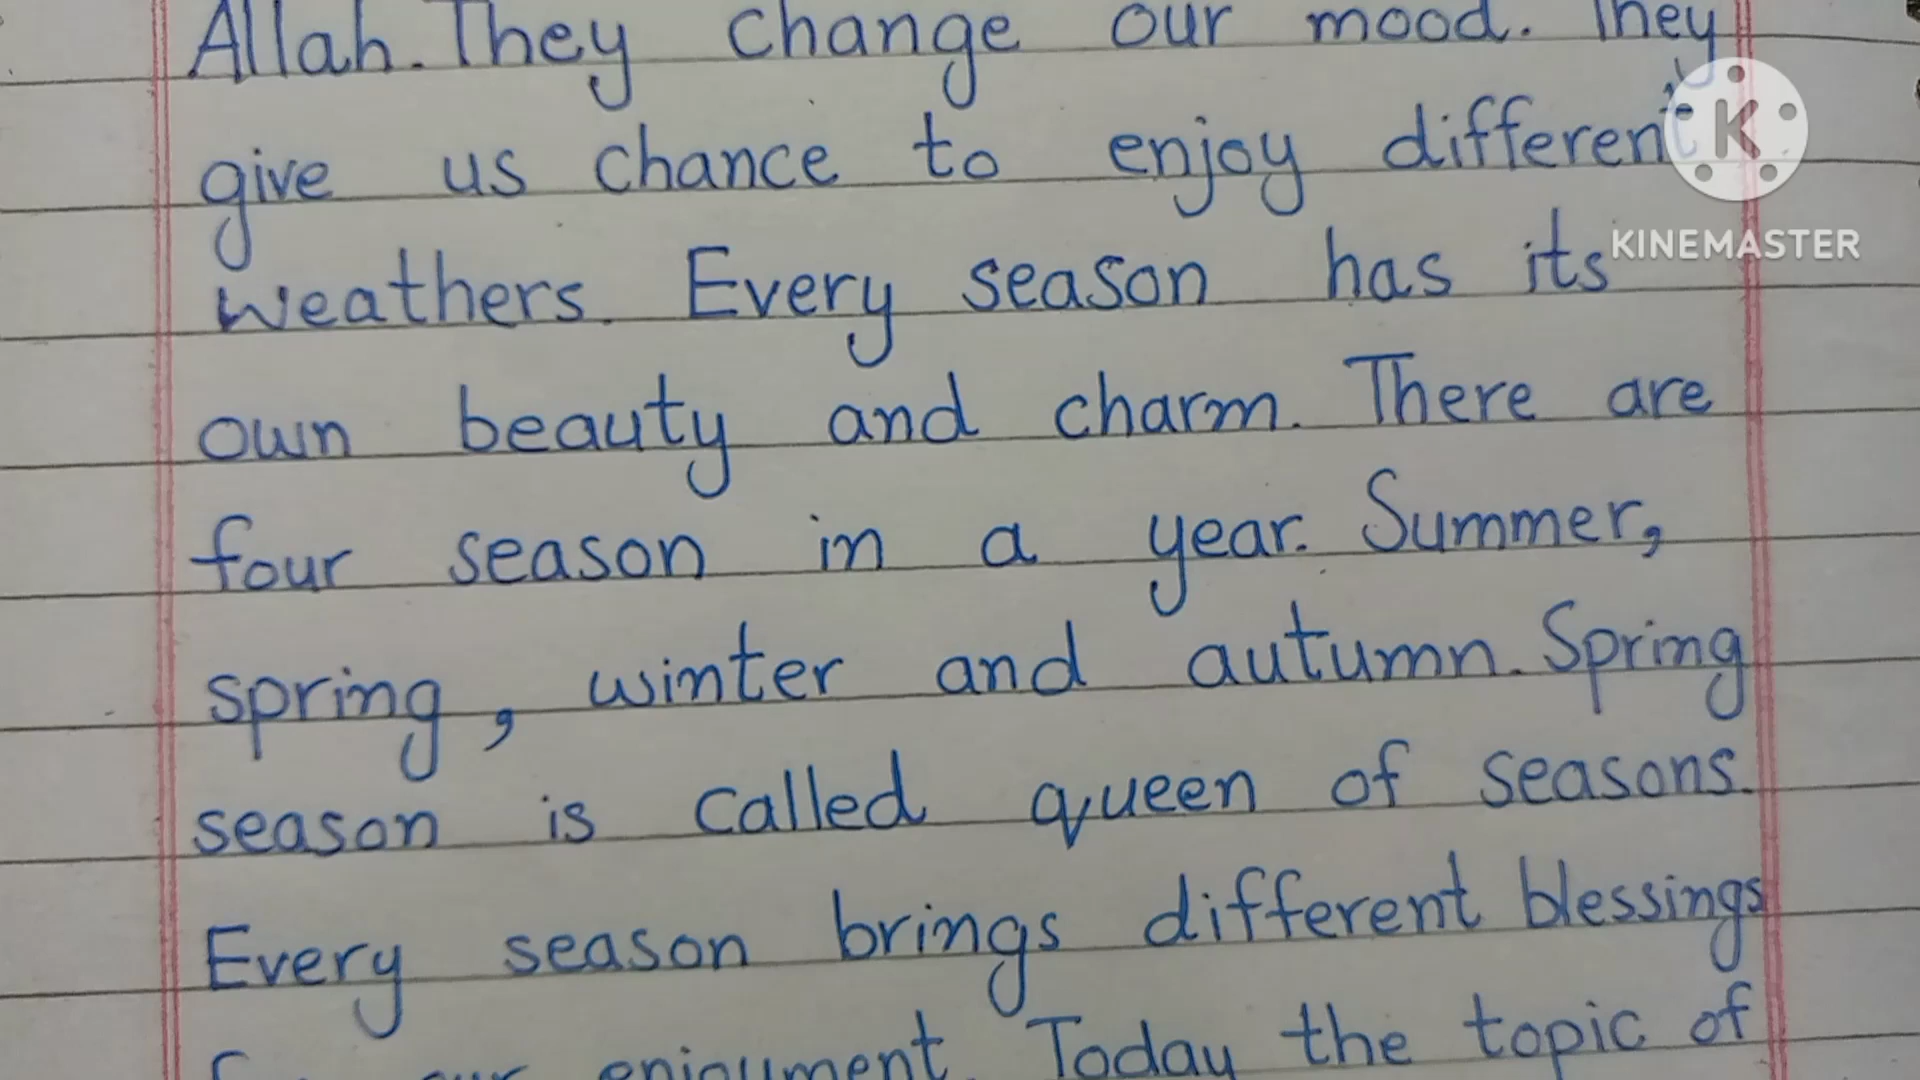 Allah. They change our mood. They
give us chance to enjoy different
weathers. Every season has its
own beauty and charm. There are
four season in a year. Summer,
spring, winter and autumn. Spring
season is called queen of seasons.
Every season brings different blessings
our enjoyment. Today the topic of
K
KINEMASTER